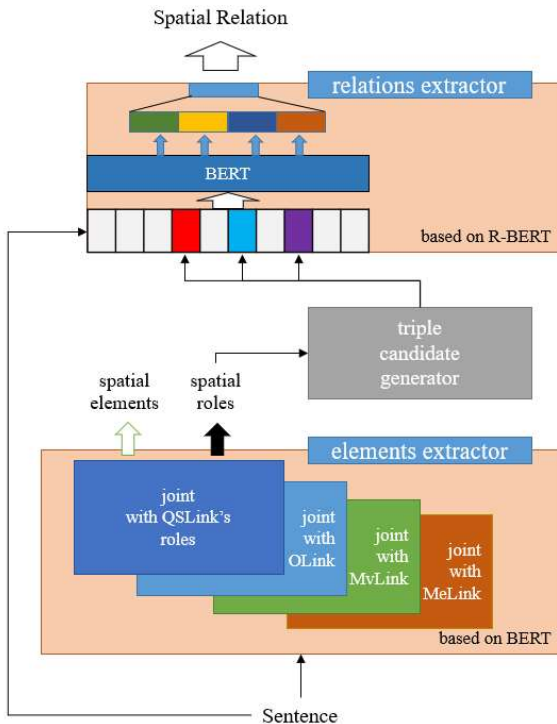 Spatial Relation
relations extractor
BERT
based on R-BERT
triple
candidate
generator
spatial
elements
spatial
roles
elements extractor
joint
with QSLink's
roles
joint
with
OLink
joint
with
MvLink
joint
with
MeLink
based on BERT
Sentence